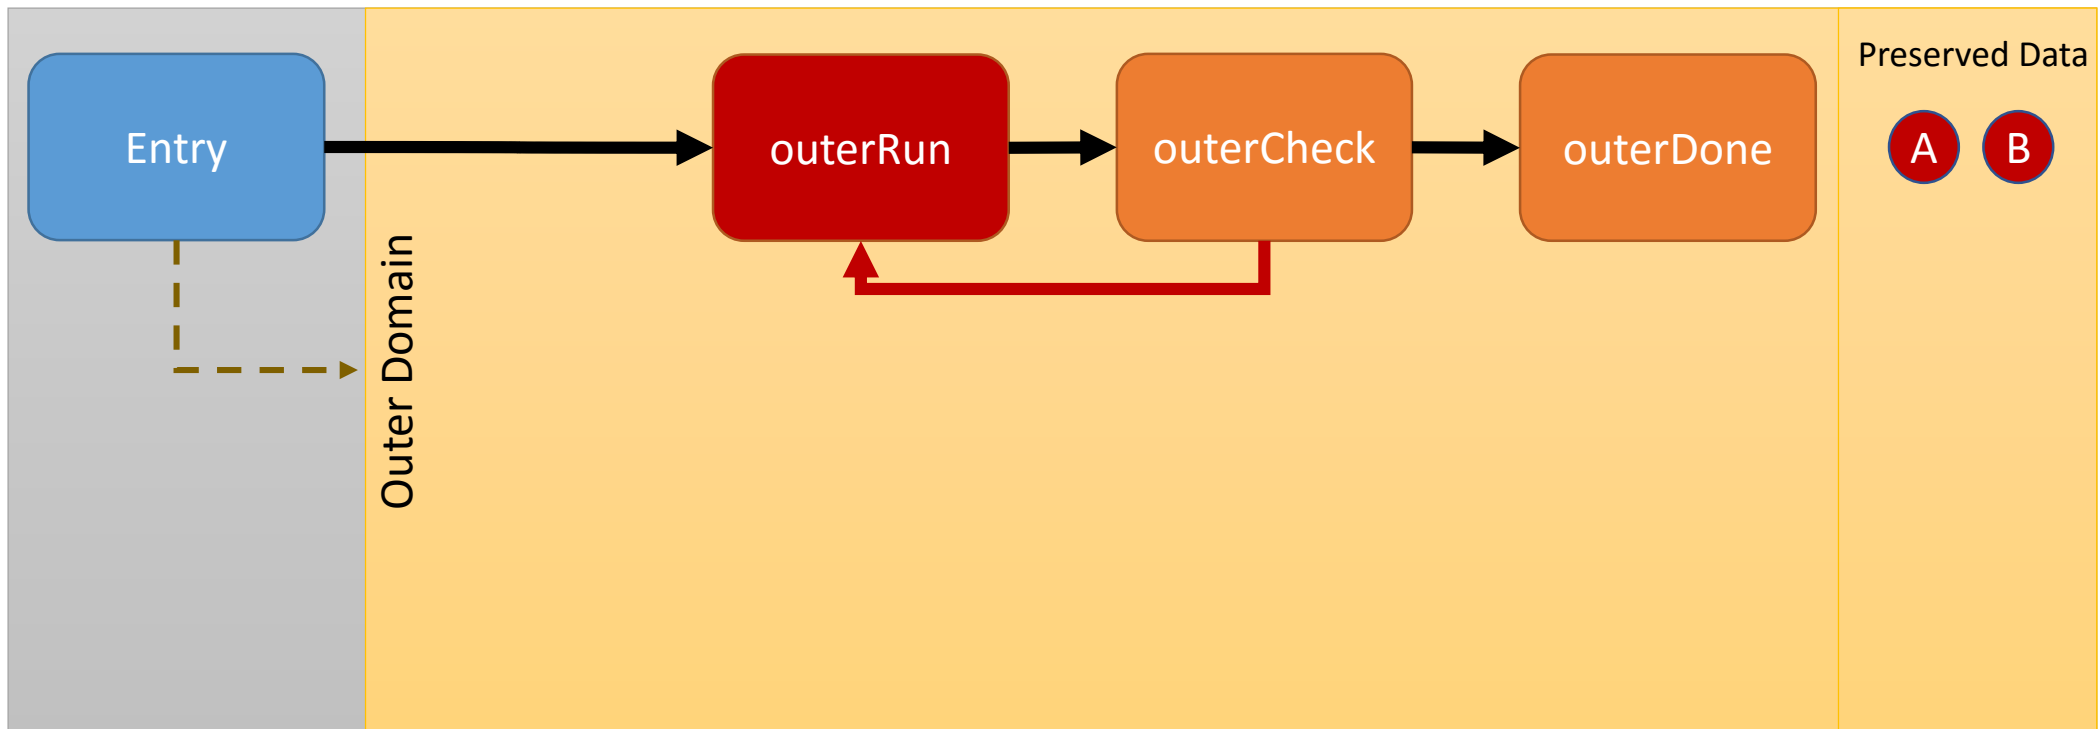 Entry
outerRun
outerCheck
outerDone
Preserved Data
A
B
Outer Domain